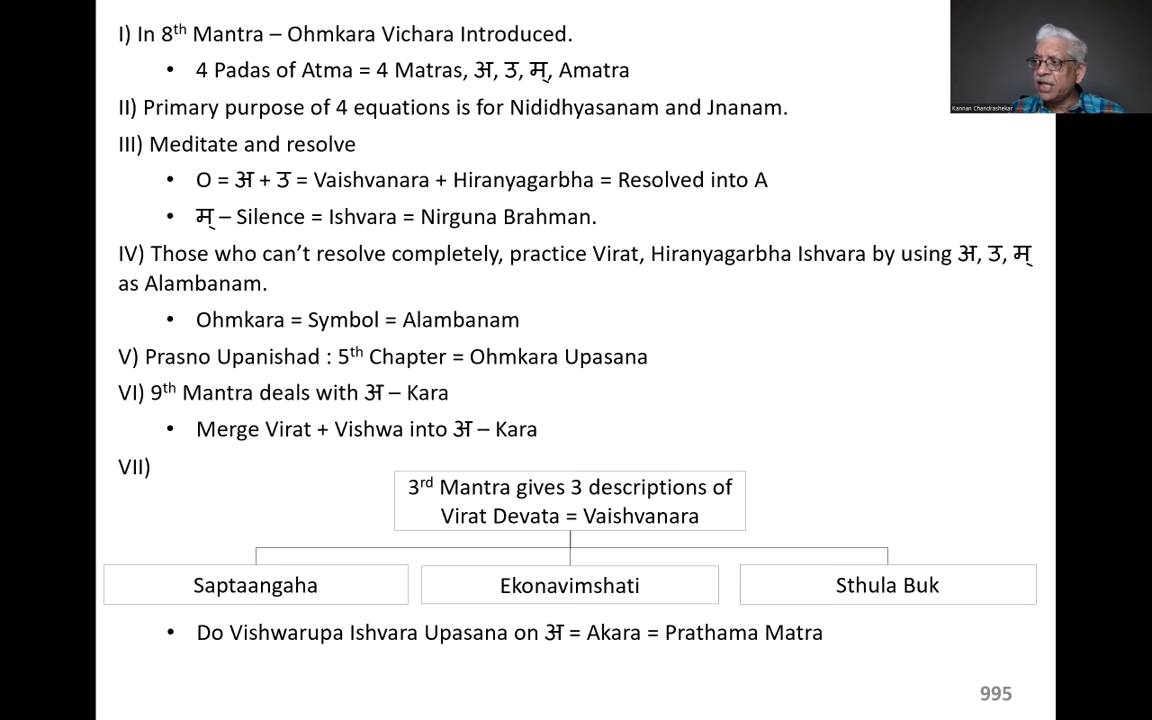 I) In 8th Mantra – Ohmkara Vichara Introduced.
• 4 Padas of Atma = 4 Matras, अ, उ, म्, Amatra
II) Primary purpose of 4 equations is for Nididhyasanam and Jnanam.
III) Meditate and resolve
• O = अ + उ = Vaishvanara + Hiranyagarbha = Resolved into A
• म् – Silence = Ishvara = Nirguna Brahman.
IV) Those who can’t resolve completely, practice Virat, Hiranyagarbha Ishvara by using अ, उ, म्
as Alambanam.
• Ohmkara = Symbol = Alambanam
V) Prasno Upanishad : 5th Chapter = Ohmkara Upasana
VI) 9th Mantra deals with अ – Kara
• Merge Virat + Vishwa into अ – Kara
VII)
3rd Mantra gives 3 descriptions of
Virat Devata = Vaishvanara
Saptaangaha
Ekonavimshati
Sthula Buk
• Do Vishwarupa Ishvara Upasana on अ = Akara = Prathama Matra
995
Kannan Chandrashekar